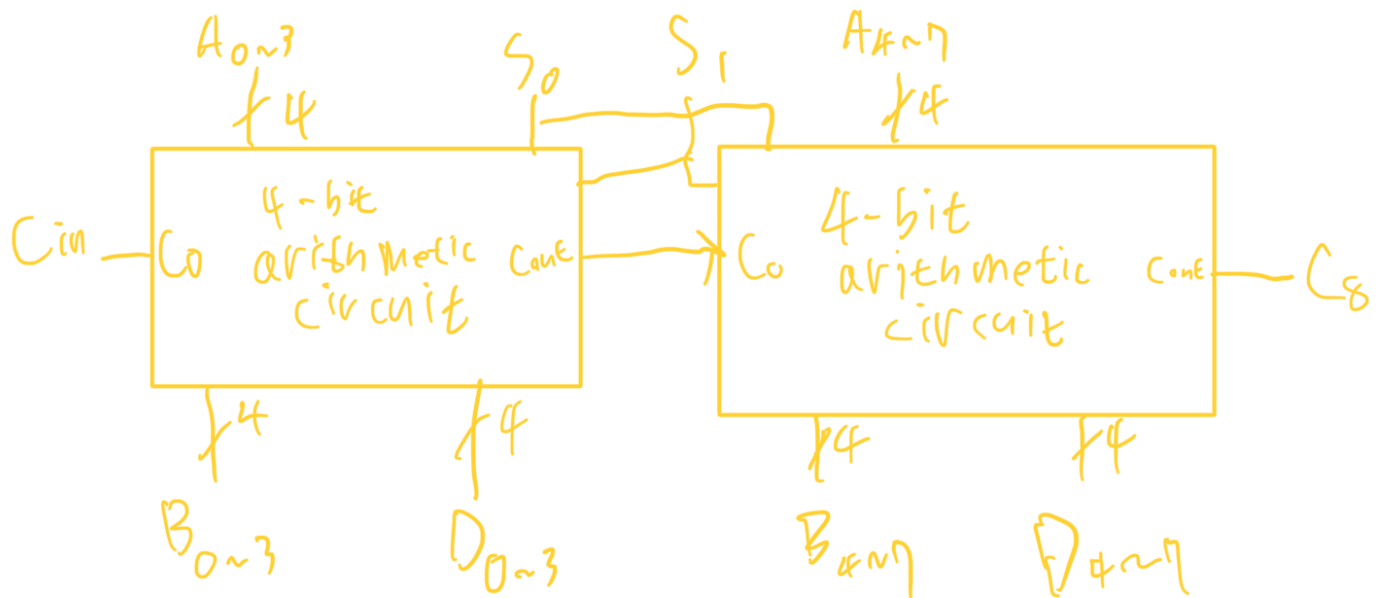 A0~3
S0
S1
A4~7
4
4
Cin
C0
4-bit
arithmetic
circuit
Cout
C0
4-bit
arithmetic
circuit
Cout
C8
4
4
4
4
B0~3
D0~3
B4~7
D4~7